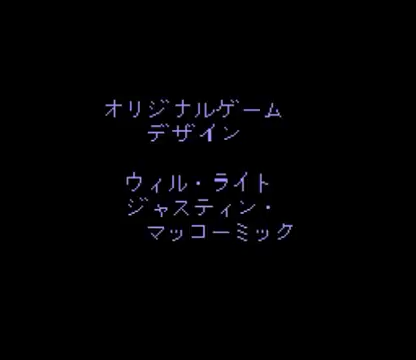 オリジナルゲーム
デザイン
ウィル・ライト
ジャスティン・
マッコーミック